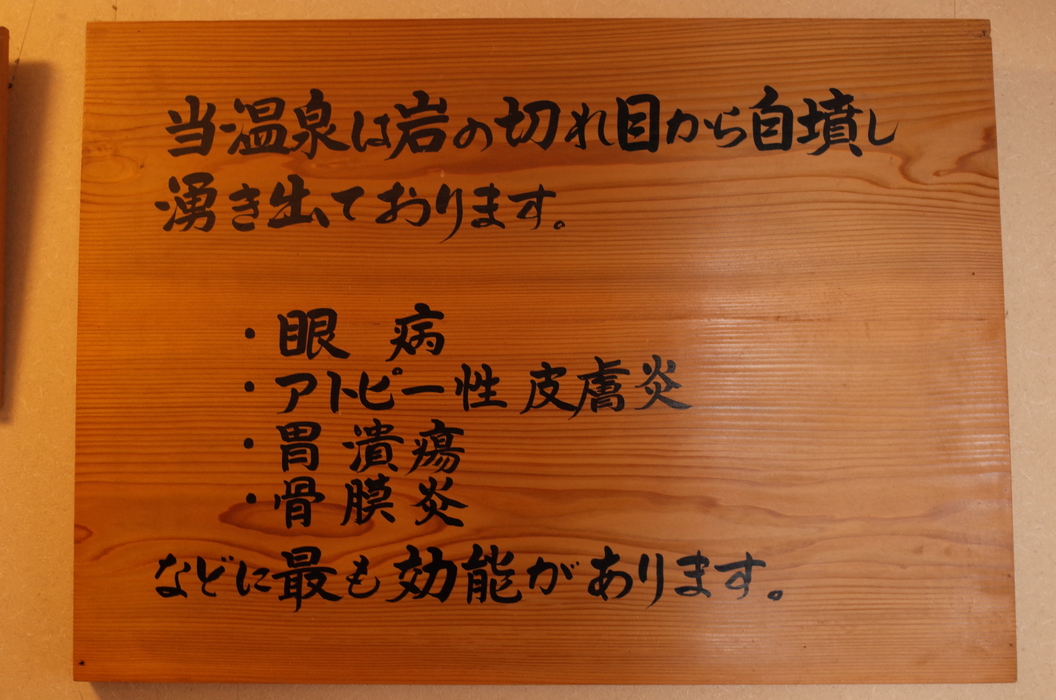 当温泉は岩の切れ目から自墳し
湧き出ております。
・眼 病
・アトピー性 皮膚炎
・胃 潰瘍
・骨 膜 炎
などに最も効能があります。